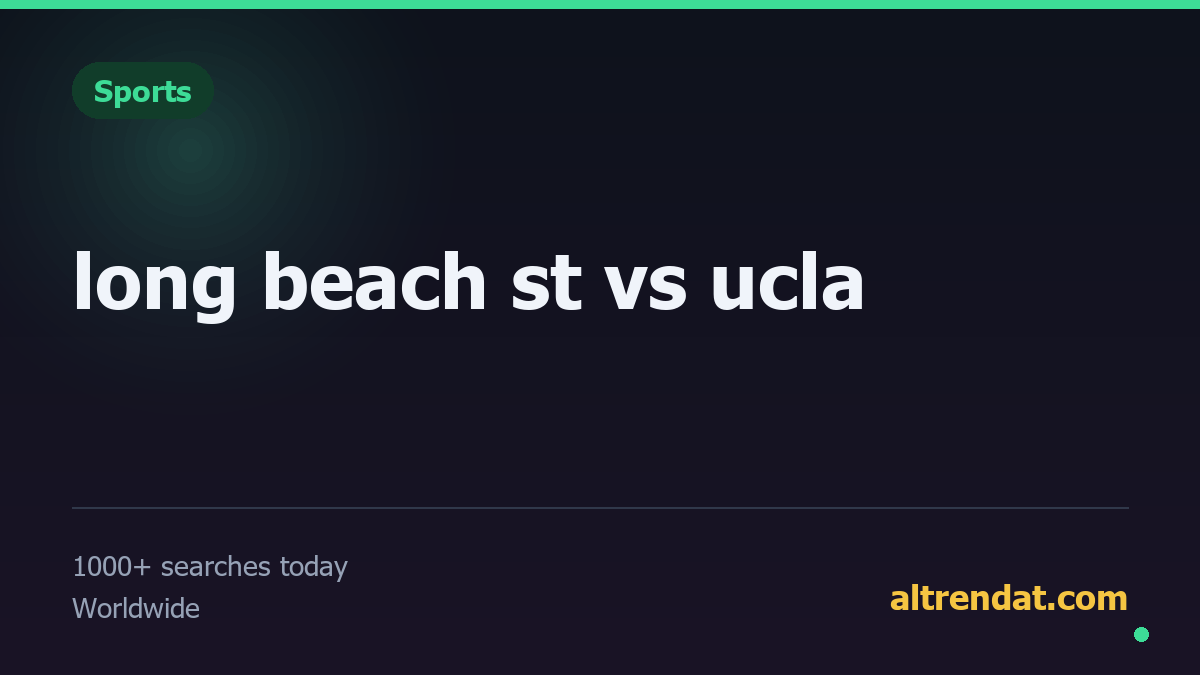 Sports
long beach st vs ucla
1000+ searches today
Worldwide
altrendat.com